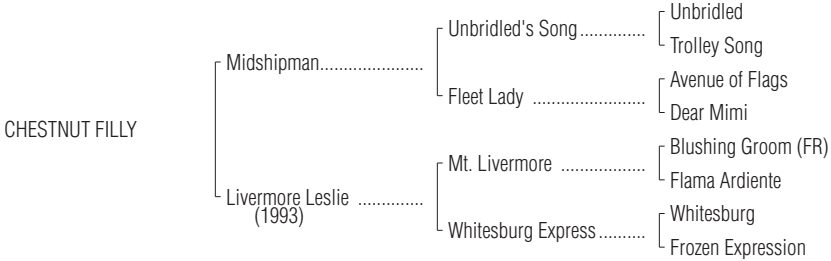 Unbridled
Unbridled's Song..............
Trolley Song
Midshipman......................
Avenue of Flags
Fleet Lady ........................
Dear Mimi
CHESTNUT FILLY
Blushing Groom (FR)
Mt. Livermore ..................
Flama Ardiente
Livermore Leslie ..............
(1993)
Whitesburg
Whitesburg Express..........
Frozen Expression